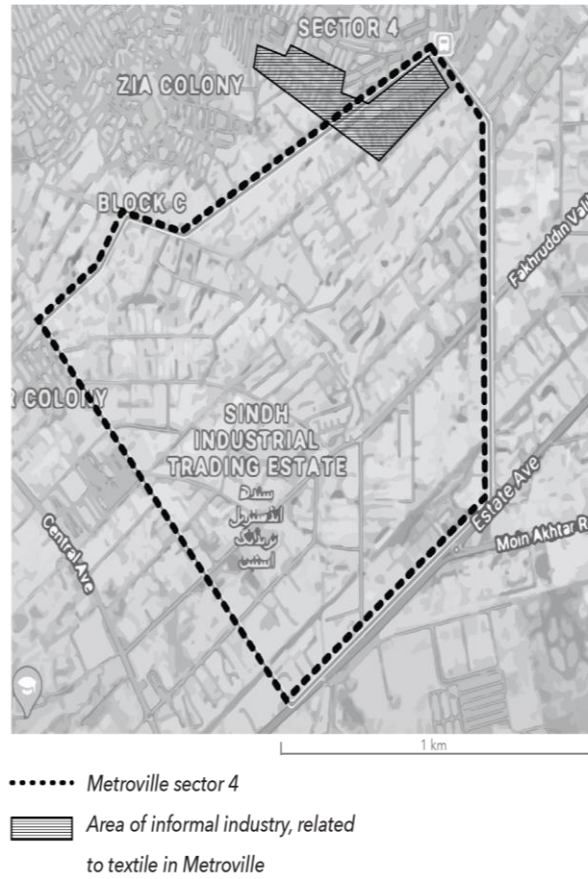 SECTOR 4
ZIA COLONY
BLOCK C
Fakhruddin Vali
R COLONY
SINDH
INDUSTRIAL
TRADING ESTATE
سندھ
انڈسٹریل
ٹریڈنگ
اسٹیٹ
Estate Ave
Moin Akhtar R
Central Ave
1 km
Metroville sector 4
Area of informal industry, related
to textile in Metroville